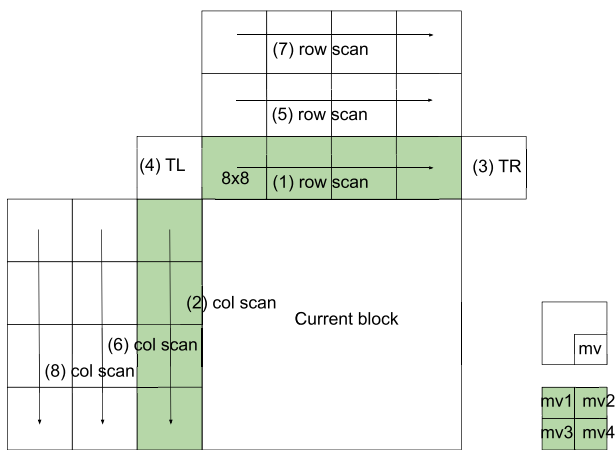 (7) row scan
(5) row scan
(4) TL
8x8
(1) row scan
(3) TR
(2) col scan
Current block
(6) col scan
(8) col scan
mv
mv1 mv2
mv3 mv4